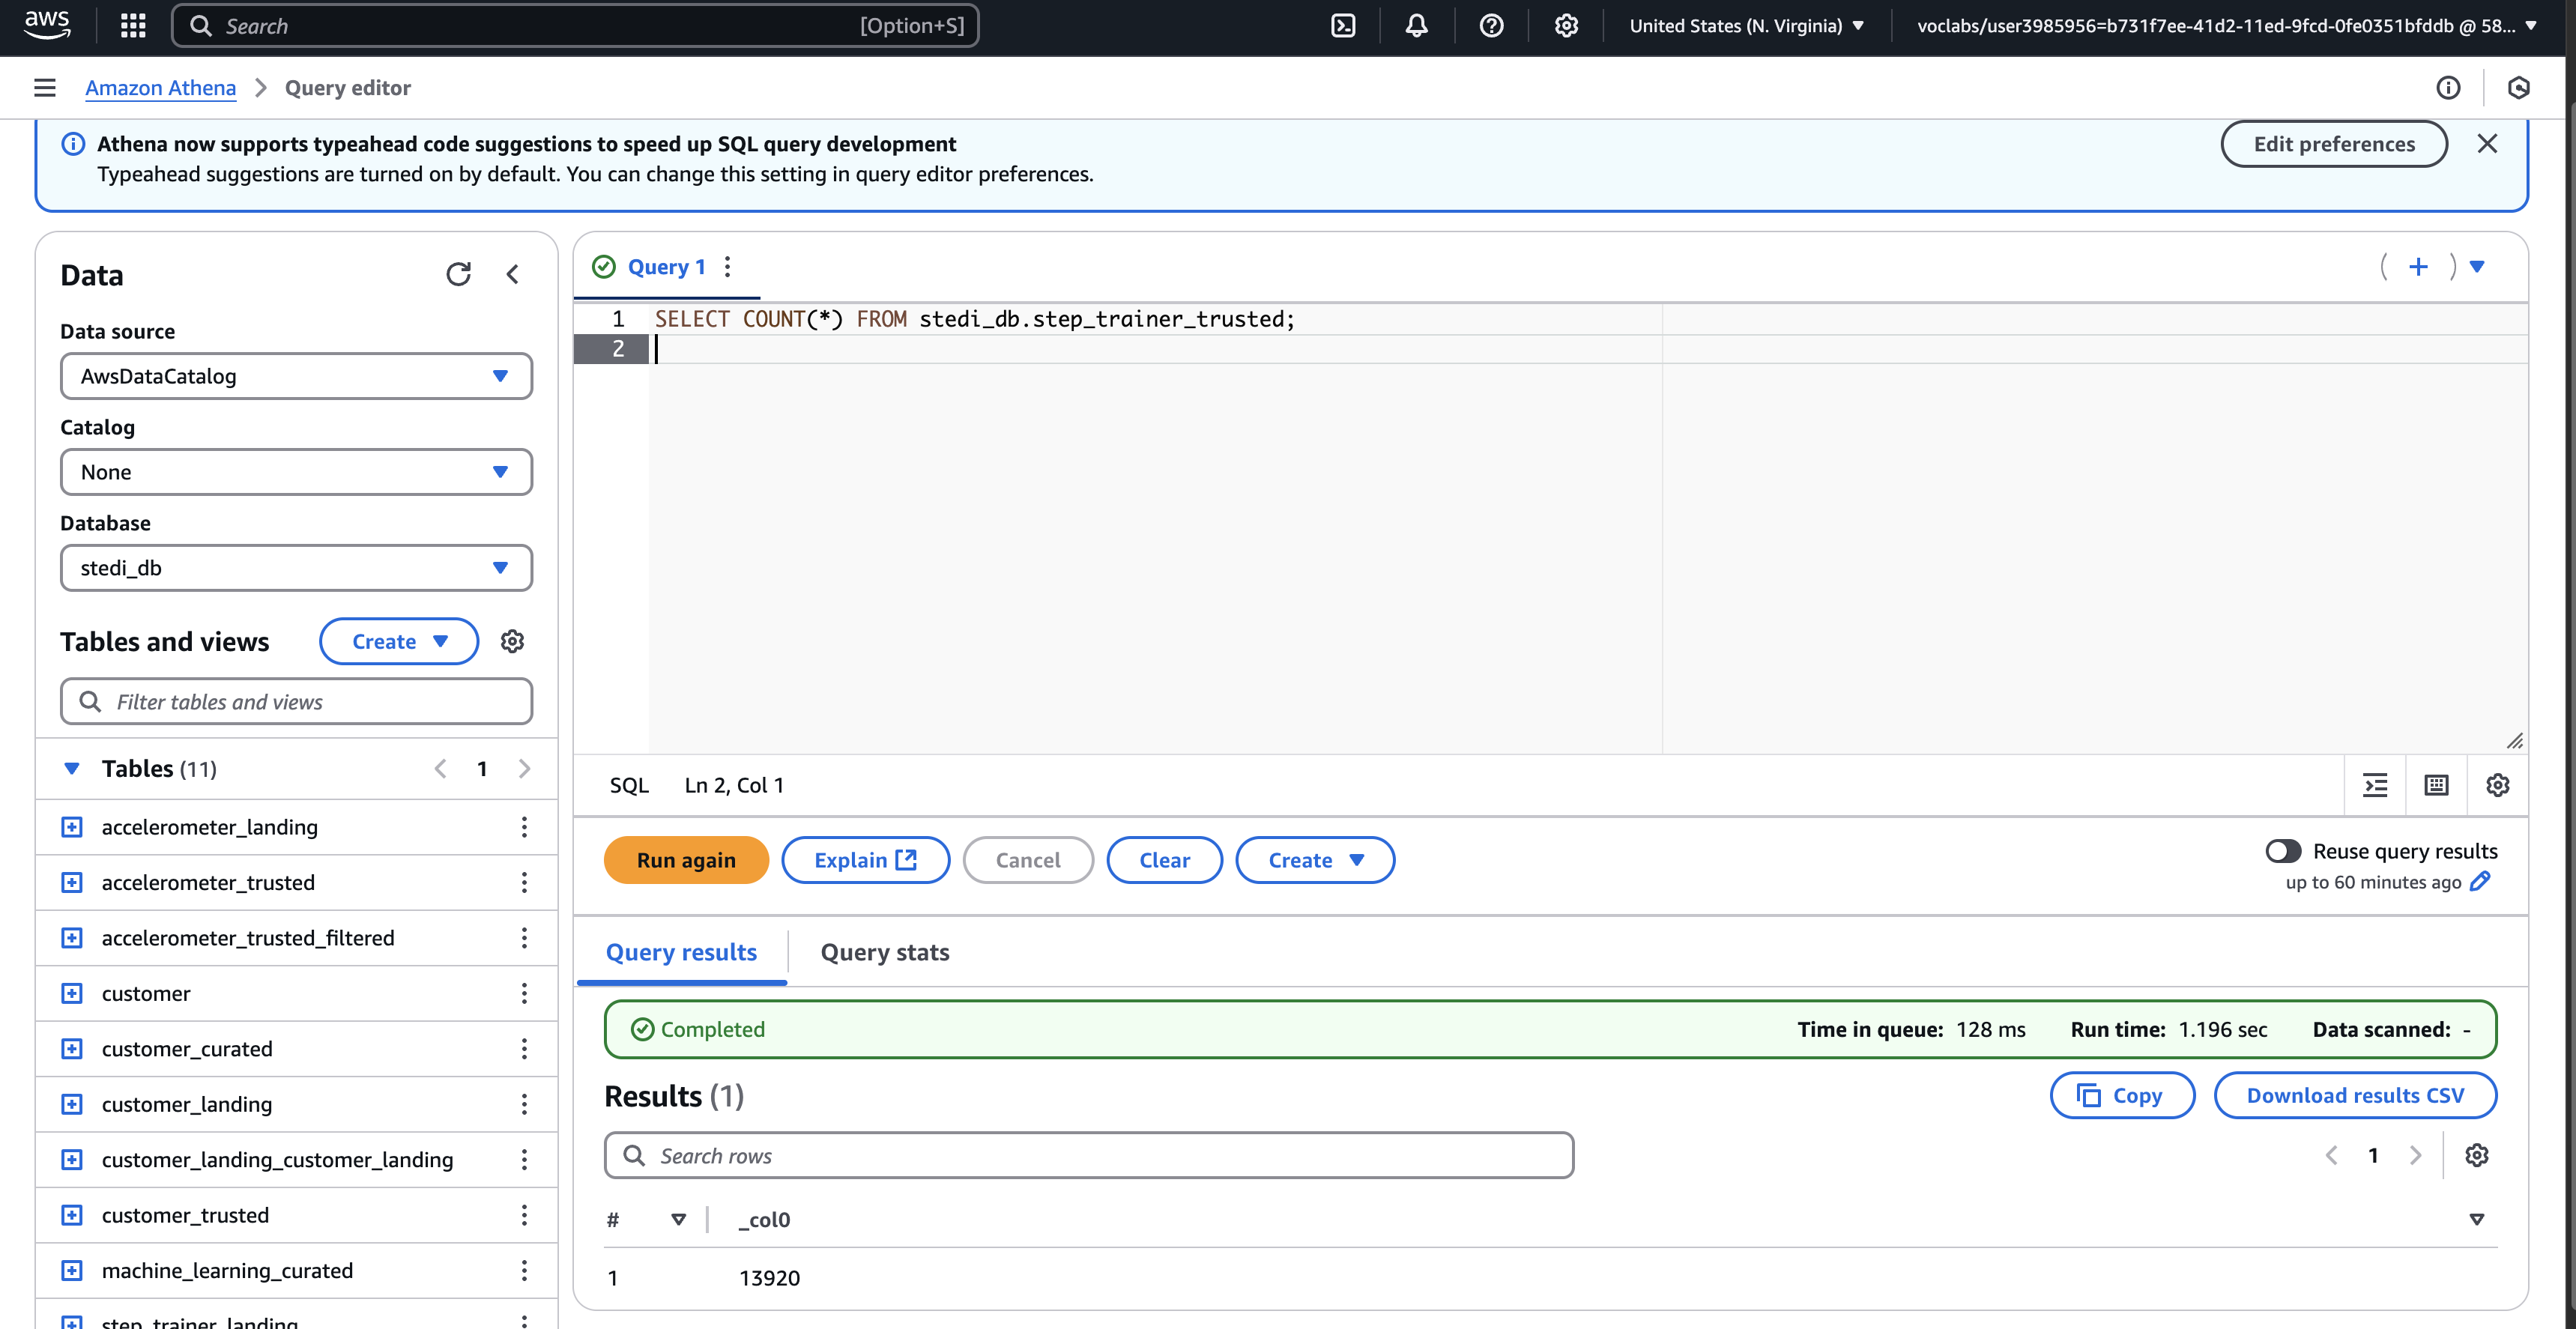 aws
Search
[Option+S]
United States (N. Virginia)
voclabs/user3985956=b731f7ee-41d2-11ed-9fcd-0fe0351bfddb @ 58...
Amazon Athena
Query editor
Athena now supports typeahead code suggestions to speed up SQL query development
Typeahead suggestions are turned on by default. You can change this setting in query editor preferences.
Edit preferences
Data
Data source
AwsDataCatalog
Catalog
None
Database
stedi_db
Tables and views
Create
Filter tables and views
Tables (11)
1
accelerometer_landing
accelerometer_trusted
accelerometer_trusted_filtered
customer
customer_curated
customer_landing
customer_landing_customer_landing
customer_trusted
machine_learning_curated
step_trainer_landing
Query 1
1 SELECT COUNT(*) FROM stedi_db.step_trainer_trusted;
2
SQL
Ln 2, Col 1
Run again
Explain
Cancel
Clear
Create
Reuse query results
up to 60 minutes ago
Query results
Query stats
Completed
Time in queue: 128 ms
Run time: 1.196 sec
Data scanned: -
Results (1)
Copy
Download results CSV
Search rows
1
#
_col0
1
13920